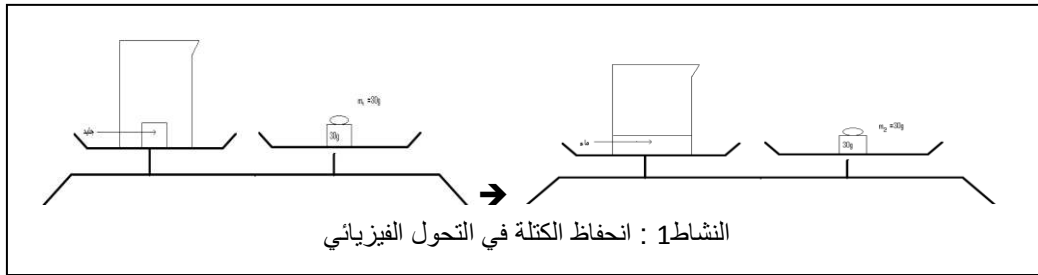 m₁ =30g
جليد
30g
m₂ =30g
ماء
30g
النشاط1 : انحفاظ الكتلة في التحول الفيزيائي